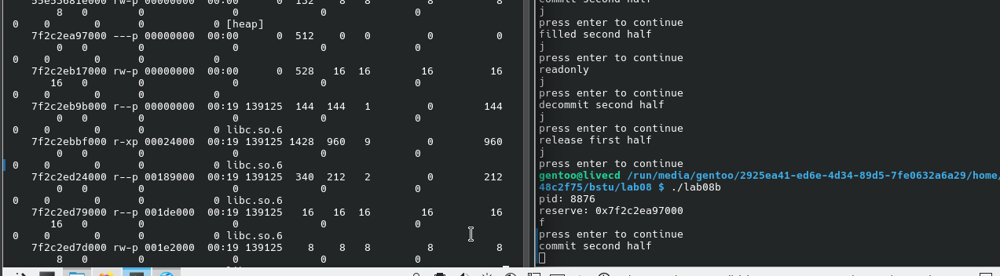 55e53681e000 rw-p 00000000 00:00 0 132 8 8 8 8
8 0 0 0 0
0 0 0 0 0 [heap]
7f2c2ea97000 ---p 00000000 00:00 0 512 0 0 0 0
0 0 0 0 0
0 0 0 0 0
7f2c2eb17000 rw-p 00000000 00:00 0 528 16 16 16 16
16 0 0 0 0
0 0 0 0 0
7f2c2eb9b000 r--p 00000000 00:19 139125 144 144 1 0 144
0 0 0 0 0
0 0 0 0 0 libc.so.6
7f2c2ebbf000 r-xp 00024000 00:19 139125 1428 960 9 0 960
0 0 0 0 0
0 0 0 0 0 libc.so.6
7f2c2ed24000 r--p 00189000 00:19 139125 340 212 2 0 212
0 0 0 0 0
0 0 0 0 0 libc.so.6
7f2c2ed79000 r--p 001de000 00:19 139125 16 16 16 16 16
16 0 0 0 0
0 0 0 0 0 libc.so.6
7f2c2ed7d000 rw-p 001e2000 00:19 139125 8 8 8 8 8
8 0 0 0 0
commit second half
j
press enter to continue
filled second half
j
press enter to continue
readonly
j
press enter to continue
decommit second half
j
press enter to continue
release first half
j
press enter to continue
gentoo@livecd /run/media/gentoo/2925ea41-ed6e-4d34-89d5-7fe0632a6a29/home/
48c2f75/bstu/lab08 $ ./lab08b
pid: 8876
reserve: 0x7f2c2ea97000
f
press enter to continue
commit second half